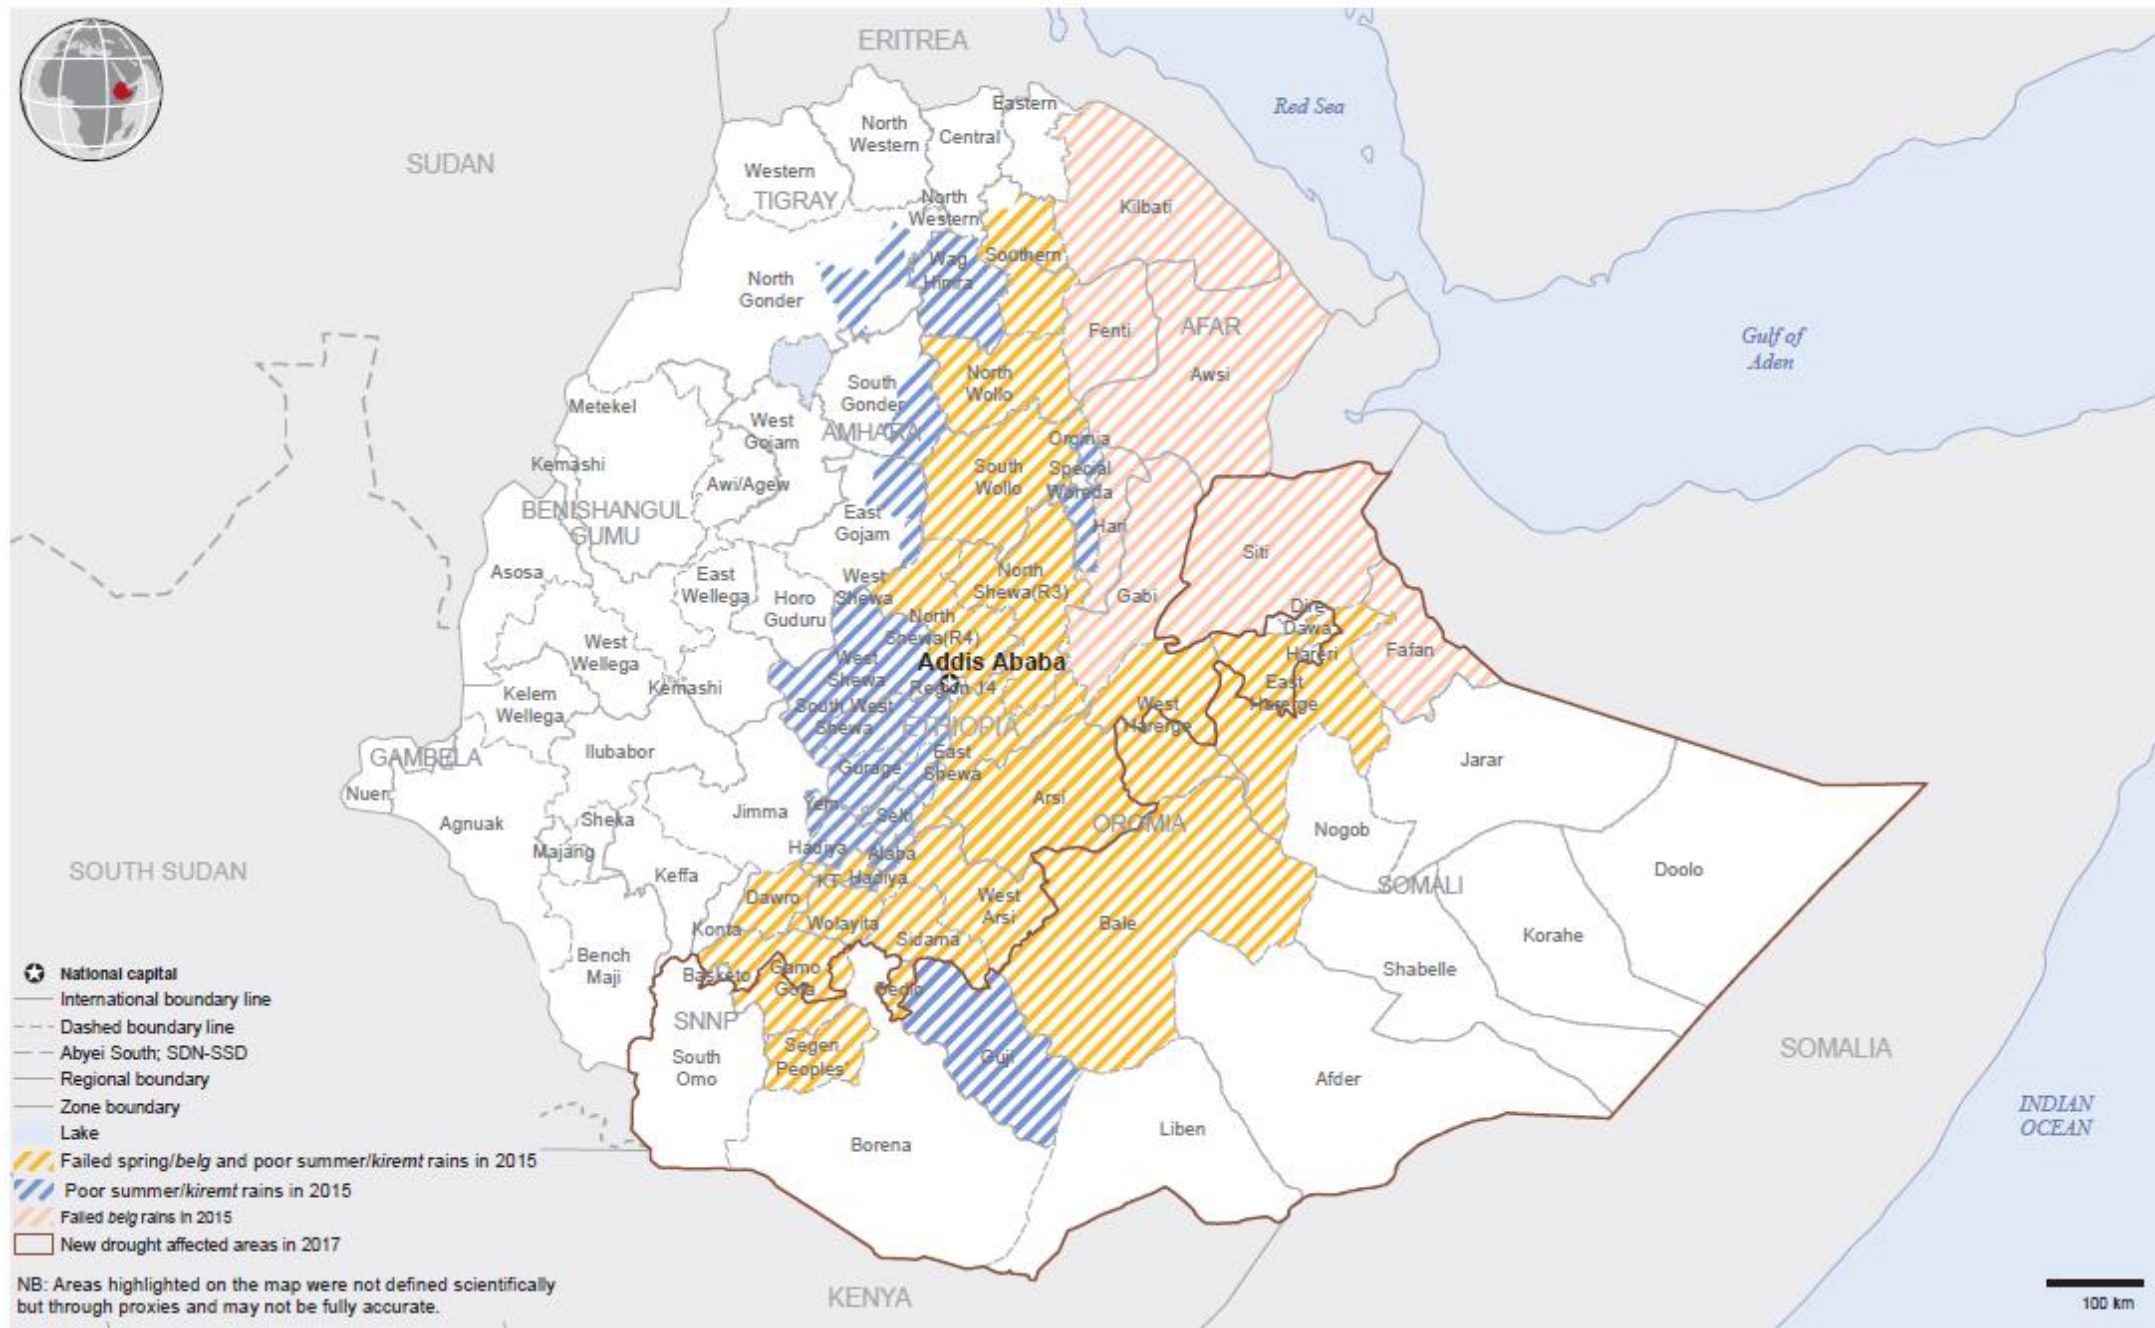 ERITREA
Red Sea
SUDAN
Eastern
North
Western
Central
Western
TIGRAY
North
Western
Kilbati
Southern
Wag
Himra
North
Gonder
Fenti
AFAR
Awsi
Gulf of
Aden
North
Wollo
South
Gonder
Metekel
West
Gojam
AMHARA
Oromia
Special
Woreda
Kemashi
South
Wollo
Awi/Agew
BENISHANGUL
GUMU
East
Gojam
Hari
Siti
Asosa
East
Wellega
West
Shewa
North
Shewa(R3)
Horo
Guduru
Gabi
Dire
Dawa
North
Shewa(R4)
West
Wellega
Hareri
Fafan
West
Shewa
Addis Ababa
Region 14
Kemashi
Kelem
Wellega
East
Harerge
South West
Shewa
West
Harerge
ETHIOPIA
GAMBELA
Ilubabor
Gurage
East
Shewa
Jarar
Nuer
Arsi
Agnuak
Sheka
Jimma
Yem
Selti
OROMIA
Nogob
Majang
Hadiya
Alaba
SOUTH SUDAN
Keffa
KT
Hadiya
Doolo
SOMALI
Dawro
West
Arsi
Bale
Konta
Wolayita
Sidama
Korahe
Bench
Maji
Basketo
Gamo
Gofa
Gedio
Shabelle
SNNP
South
Omo
Segen
Peoples'
Guji
SOMALIA
Afder
Borena
Liben
INDIAN
OCEAN
KENYA
National capital
International boundary line
Dashed boundary line
Abyei South; SDN-SSD
Regional boundary
Zone boundary
Lake
Failed spring/belg and poor summer/kiremt rains in 2015
Poor summer/kiremt rains in 2015
Failed belg rains in 2015
New drought affected areas in 2017
NB: Areas highlighted on the map were not defined scientifically
but through proxies and may not be fully accurate.
100 km